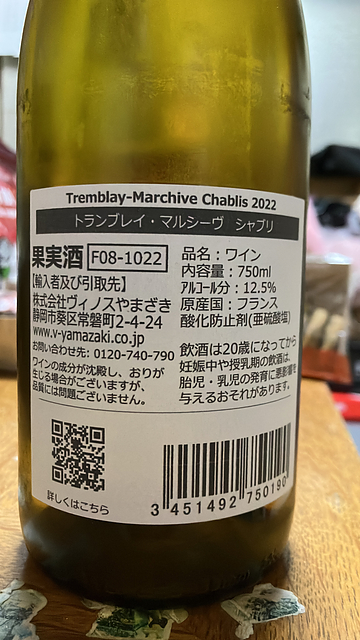 Tremblay-Marchive Chablis 2022
トランブレイ・マルシーヴ シャブリ
果実酒 F08-1022
【輸入者及び引取先】
株式会社ヴィノスやまざき
静岡市葵区常磐町2-4-24
www.v-yamazaki.co.jp
お問い合わせ先: 0120-740-790
ワインの成分が沈殿し、おりが
生じる場合がございますが、
品質には問題ございません。
品名：ワイン
内容量：750ml
アルコール分：12.5%
原産国：フランス
酸化防止剤(亜硫酸塩)
飲酒は20歳になってから
妊娠中や授乳期の飲酒は、
胎児・乳児の発育に悪影響を
与えるおそれがあります。
詳しくはこちら
3 451492 750190